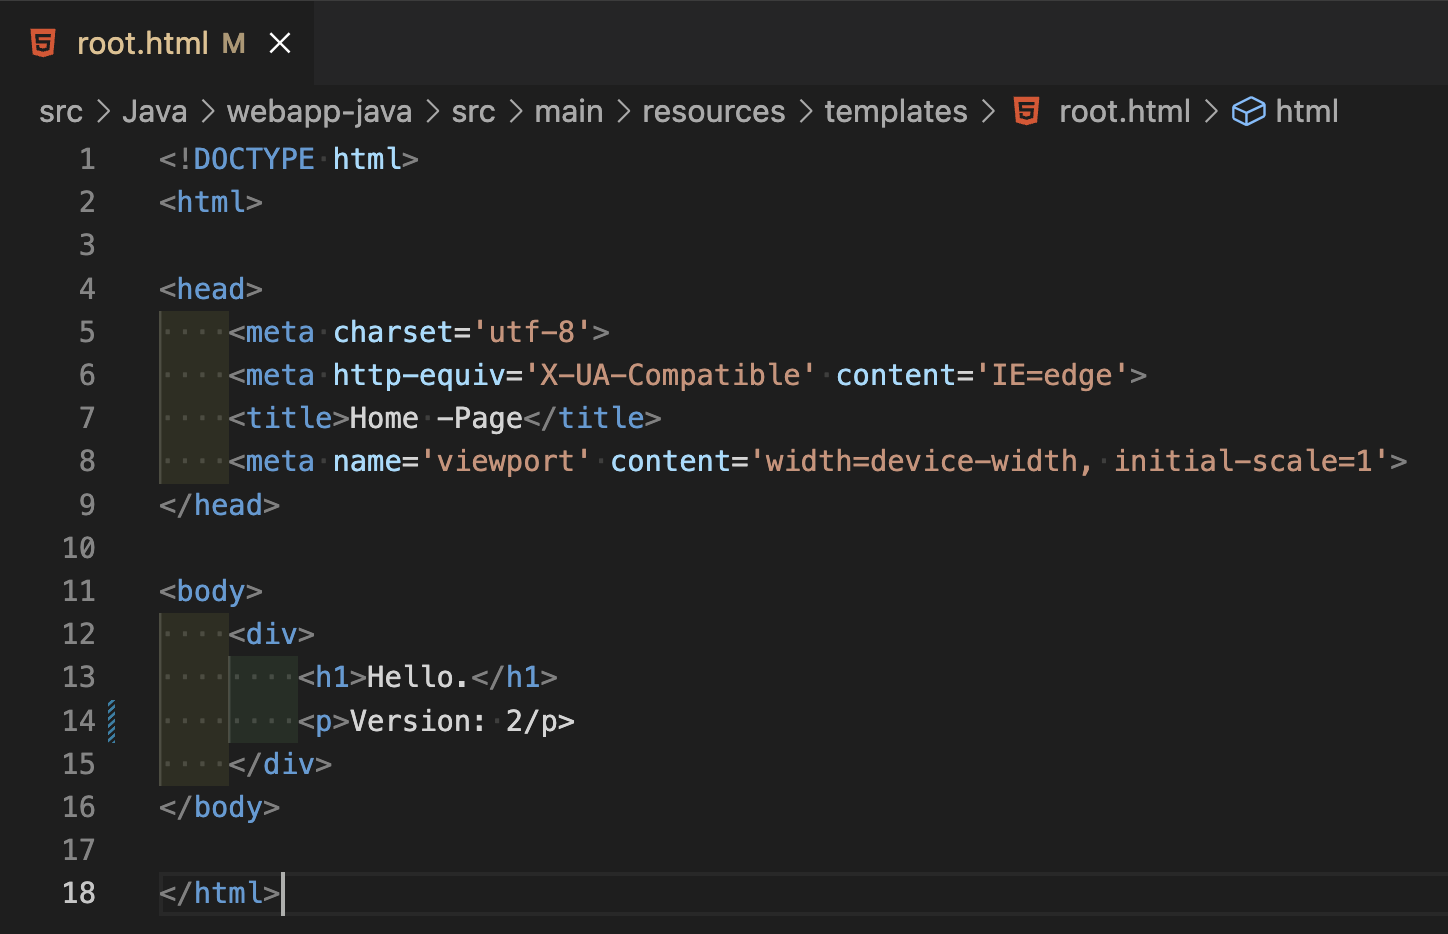 root.html M
src > Java > webapp-java > src > main > resources > templates > root.html > html
1 <!DOCTYPE html>
2 <html>
3
4 <head>
5     <meta charset='utf-8'>
6     <meta http-equiv='X-UA-Compatible' content='IE=edge'>
7     <title>Home -Page</title>
8     <meta name='viewport' content='width=device-width, initial-scale=1'>
9 </head>
10
11 <body>
12     <div>
13         <h1>Hello.</h1>
14         <p>Version: 2/p>
15     </div>
16 </body>
17
18 </html>